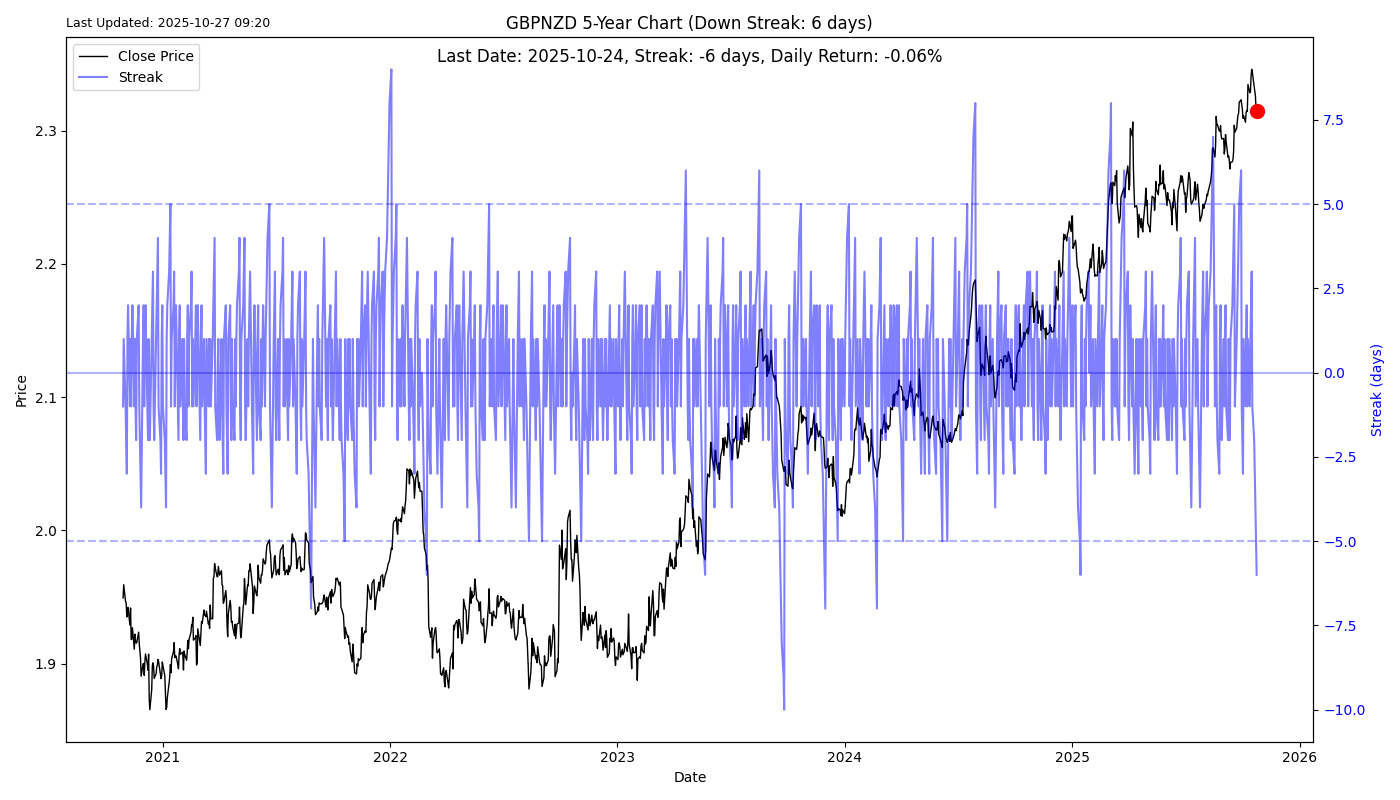 Last Updated: 2025-10-27 09:20
GBPNZD 5-Year Chart (Down Streak: 6 days)
Last Date: 2025-10-24, Streak: -6 days, Daily Return: -0.06%
Close Price
Streak
Price
2.3
2.2
2.1
2.0
1.9
7.5
5.0
2.5
0.0
−2.5
−5.0
−7.5
−10.0
Streak (days)
2021
2022
2023
2024
2025
2026
Date